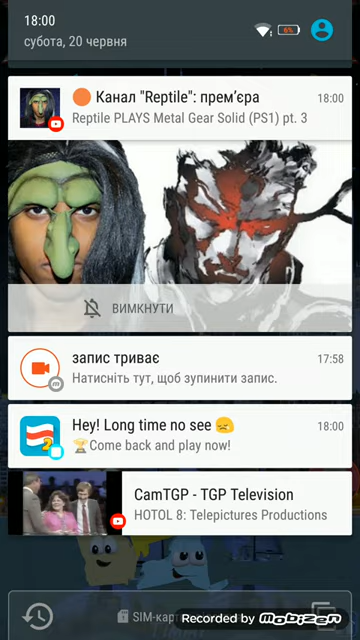 18:00
6%
субота, 20 червня
🟠 Канал "Reptile": прем’єра
18:00
Reptile PLAYS Metal Gear Solid (PS1) pt. 3
ВИМКНУТИ
запис триває
17:58
Натисніть тут, щоб зупинити запис.
m
2
Hey! Long time no see 😞
18:00
🏆Come back and play now!
CamTGP - TGP Television
HOTOL 8: Telepictures Productions
SIM-карт
Recorded by Mobizen